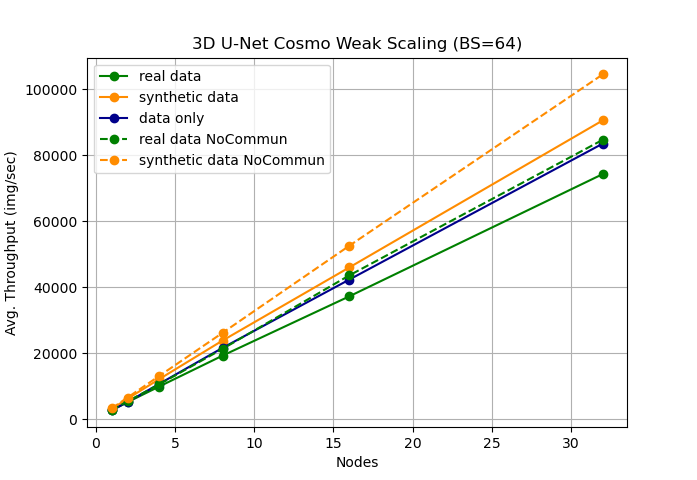 3D U-Net Cosmo Weak Scaling (BS=64)
real data
synthetic data
data only
real data NoCommun
synthetic data NoCommun
Avg. Throughput (img/sec)
100000
80000
60000
40000
20000
0
0 5 10 15 20 25 30
Nodes